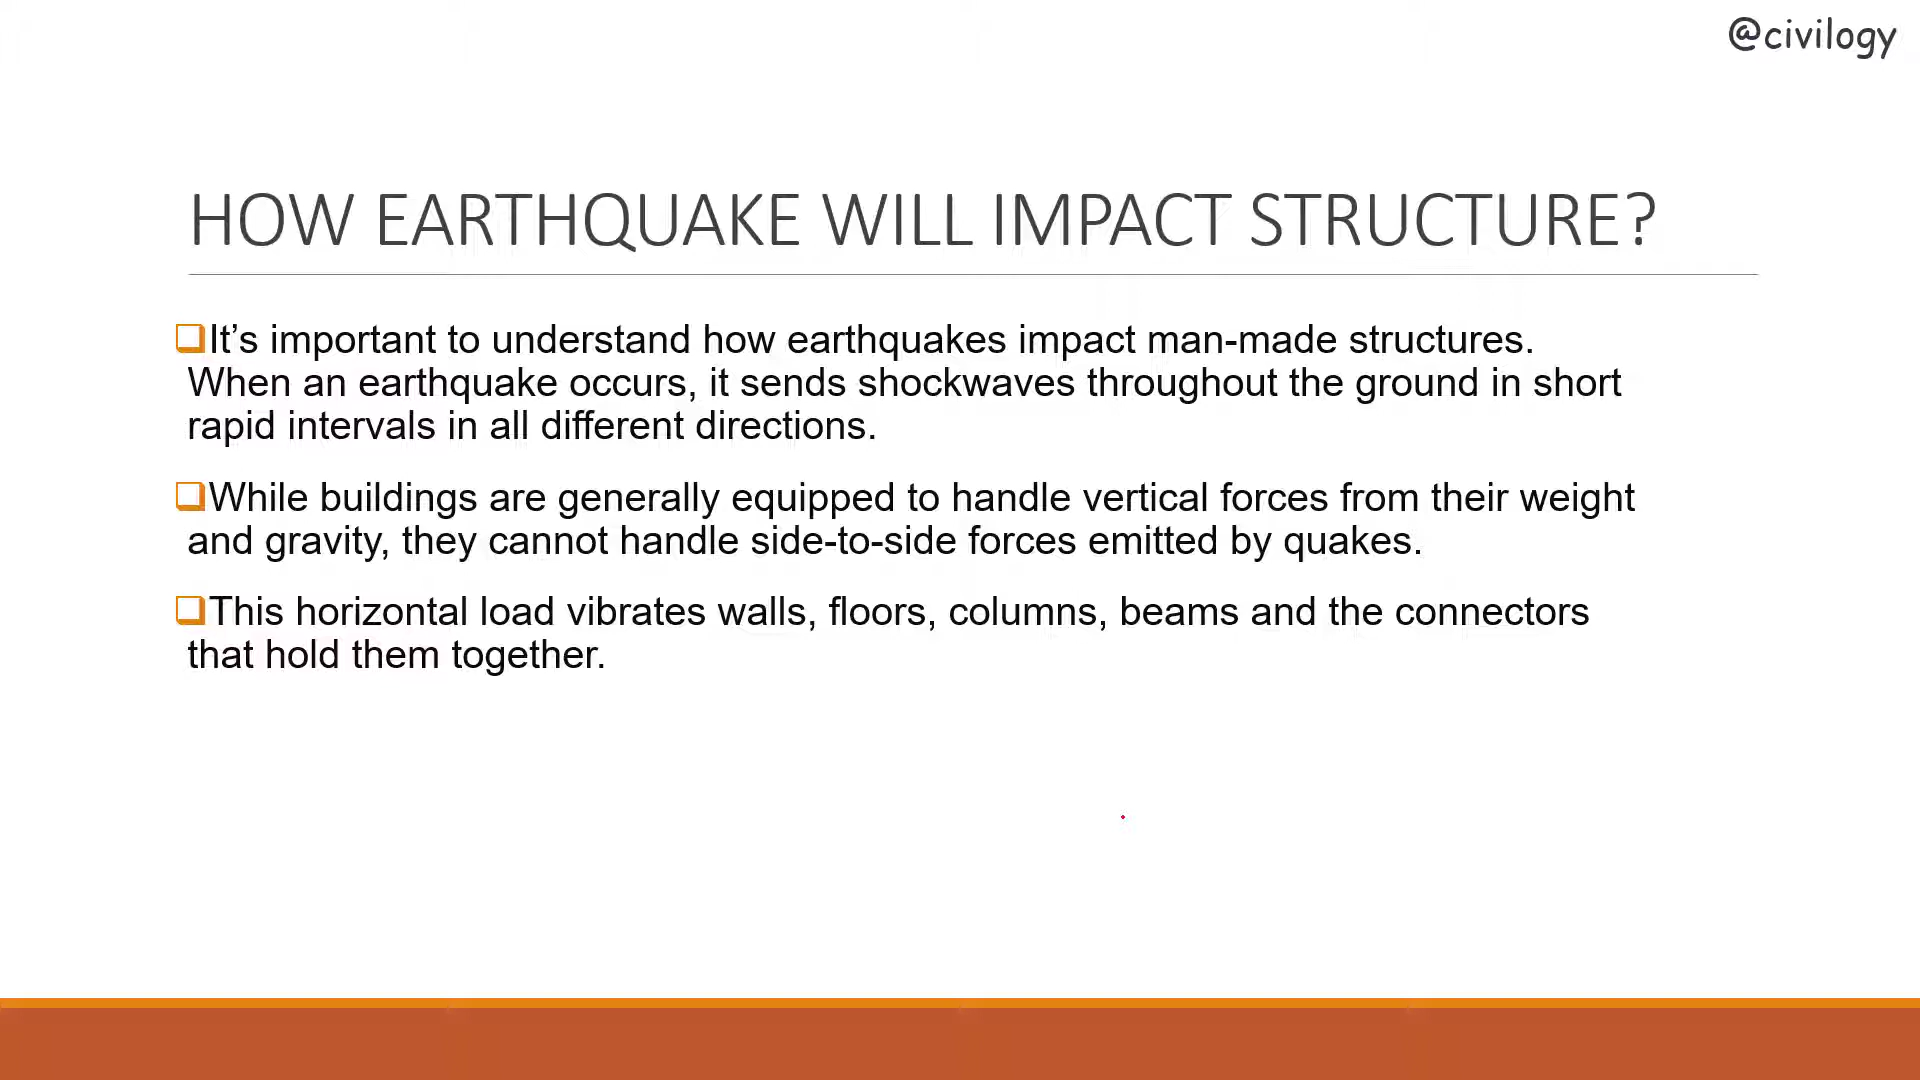 @civilogy
HOW EARTHQUAKE WILL IMPACT STRUCTURE?
It’s important to understand how earthquakes impact man-made structures.
When an earthquake occurs, it sends shockwaves throughout the ground in short
rapid intervals in all different directions.
While buildings are generally equipped to handle vertical forces from their weight
and gravity, they cannot handle side-to-side forces emitted by quakes.
This horizontal load vibrates walls, floors, columns, beams and the connectors
that hold them together.